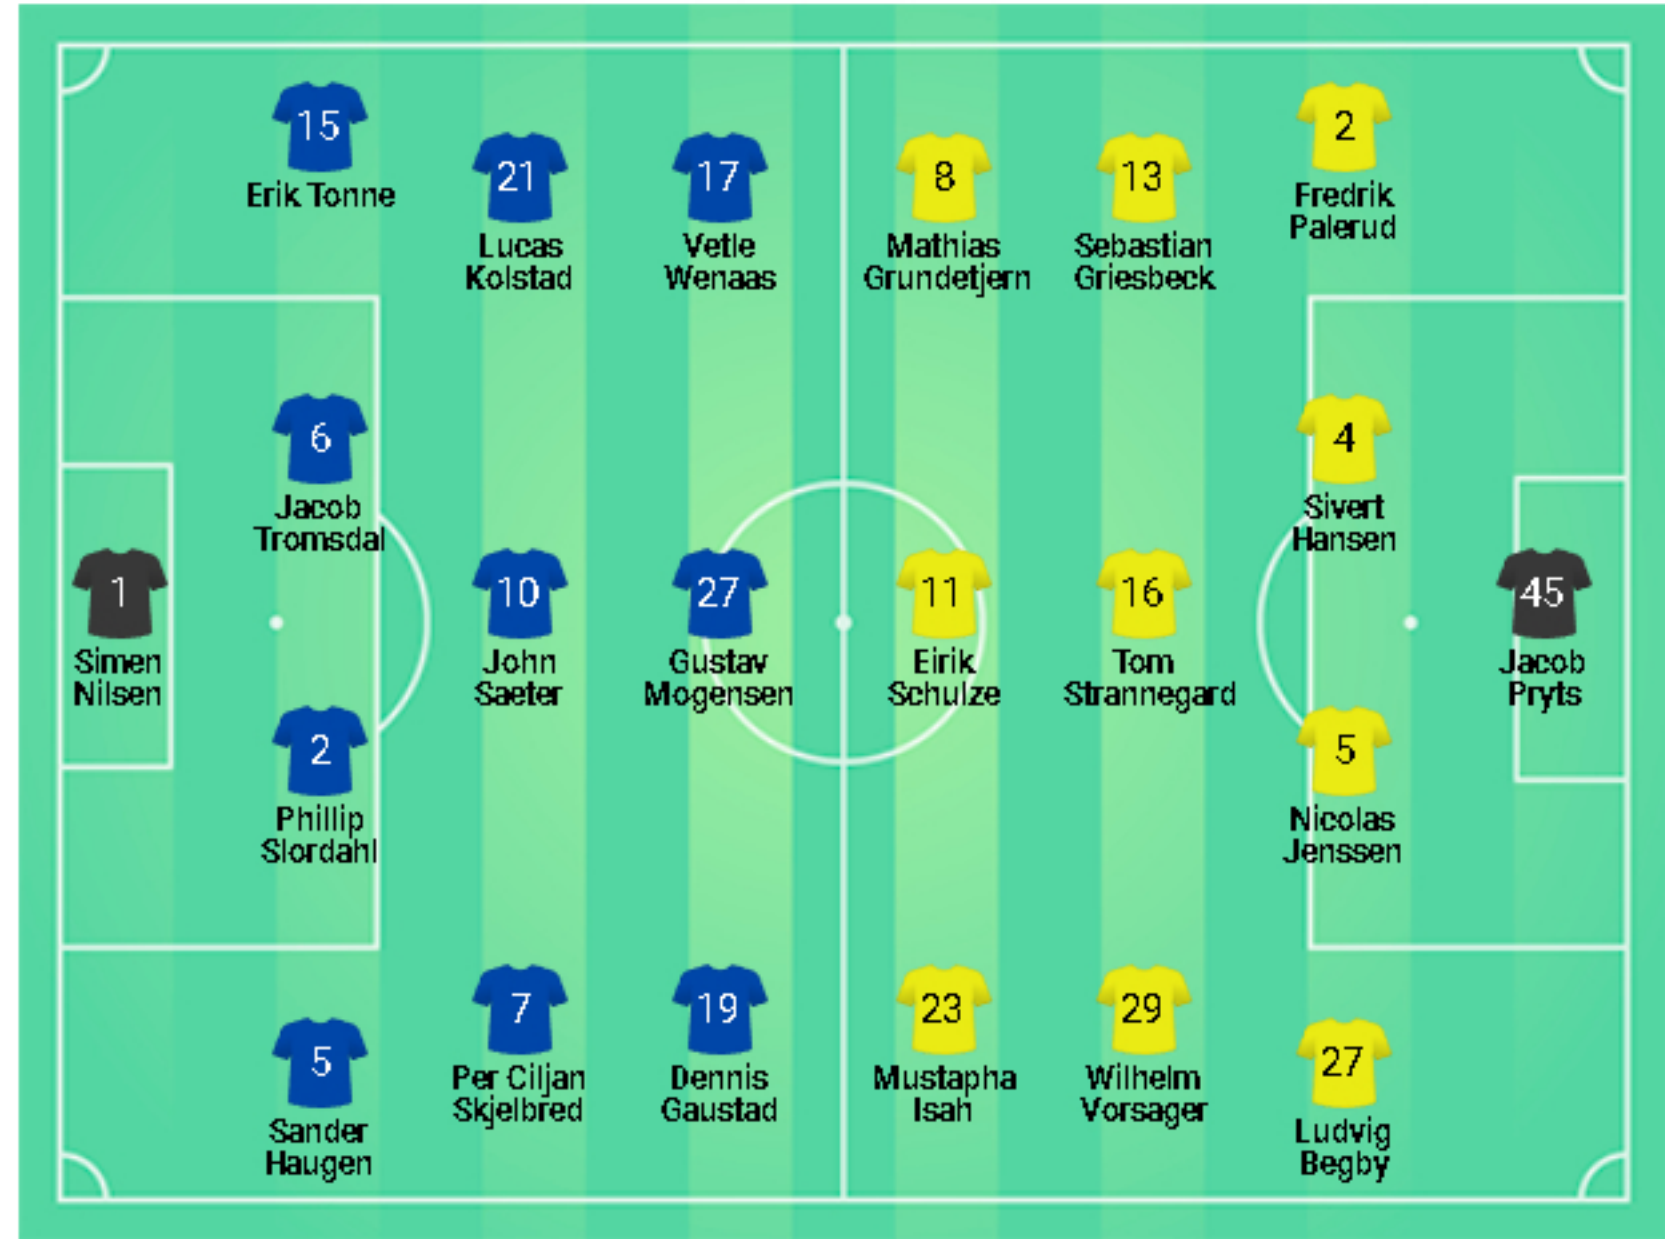 15
Erik Tonne
21
Lucas
Kolstad
17
Vetle
Wenaas
8
Mathias
Grundetjern
13
Sebastian
Griesbeck
2
Fredrik
Palerud
6
Jacob
Tromsdal
4
Sivert
Hansen
1
Simen
Nilsen
10
John
Saeter
27
Gustav
Mogensen
11
Eirik
Schulze
16
Tom
Strannegard
45
Jacob
Pryts
2
Phillip
Slordahl
5
Nicolas
Jenssen
7
Per Ciljan
Skjelbred
19
Dennis
Gaustad
23
Mustapha
Isah
29
Wilhelm
Vorsager
5
Sander
Haugen
27
Ludvig
Begby